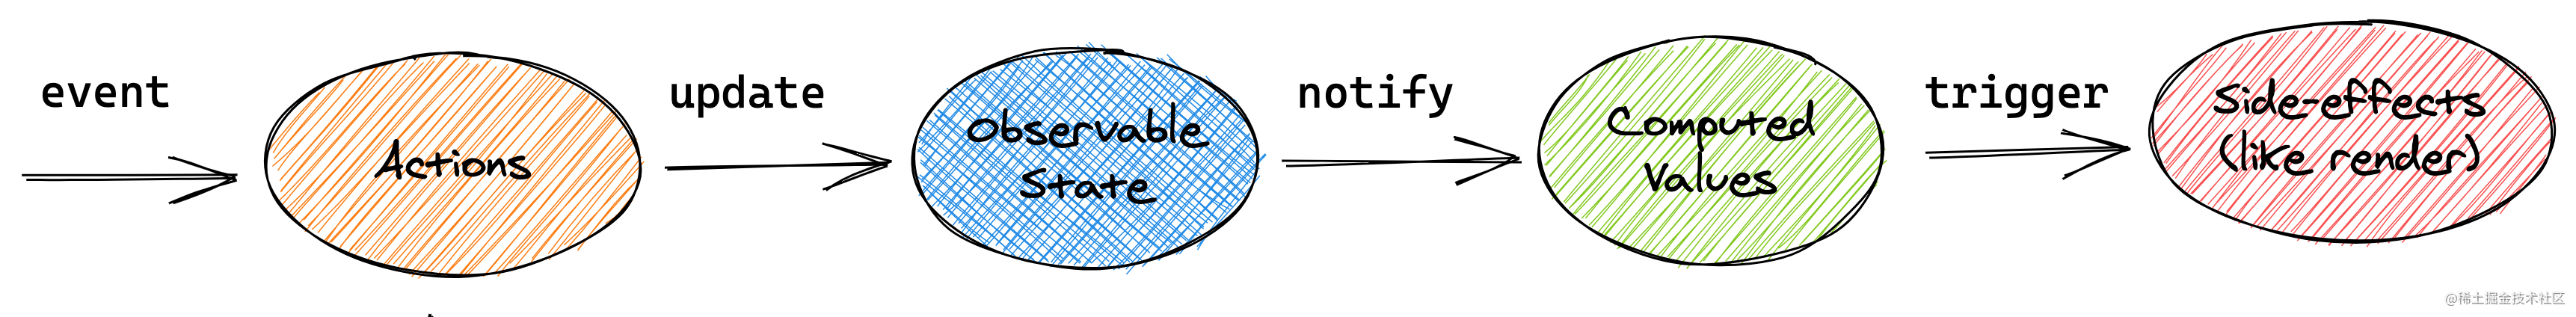 event
Actions
update
Observable
State
notify
Computed
Values
trigger
Side-effects
(like render)
@稀土掘金技术社区